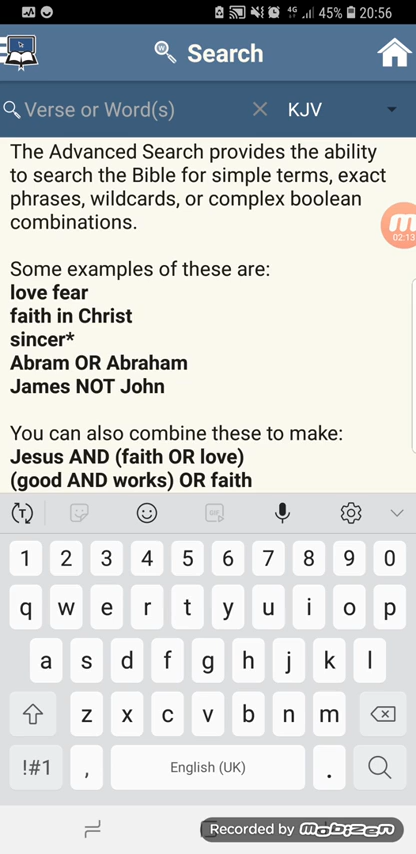 4G 45% 20:56
W Search
Verse or Word(s) KJV
The Advanced Search provides the ability
to search the Bible for simple terms, exact
phrases, wildcards, or complex boolean
combinations.
m
02:13
Some examples of these are:
love fear
faith in Christ
sincer*
Abram OR Abraham
James NOT John
You can also combine these to make:
Jesus AND (faith OR love)
(good AND works) OR faith
T GIF
1 2 3 4 5 6 7 8 9 0
q w e r t y u i o p
a s d f g h j k l
z x c v b n m
!#1 , English (UK) .
Recorded by mobizen